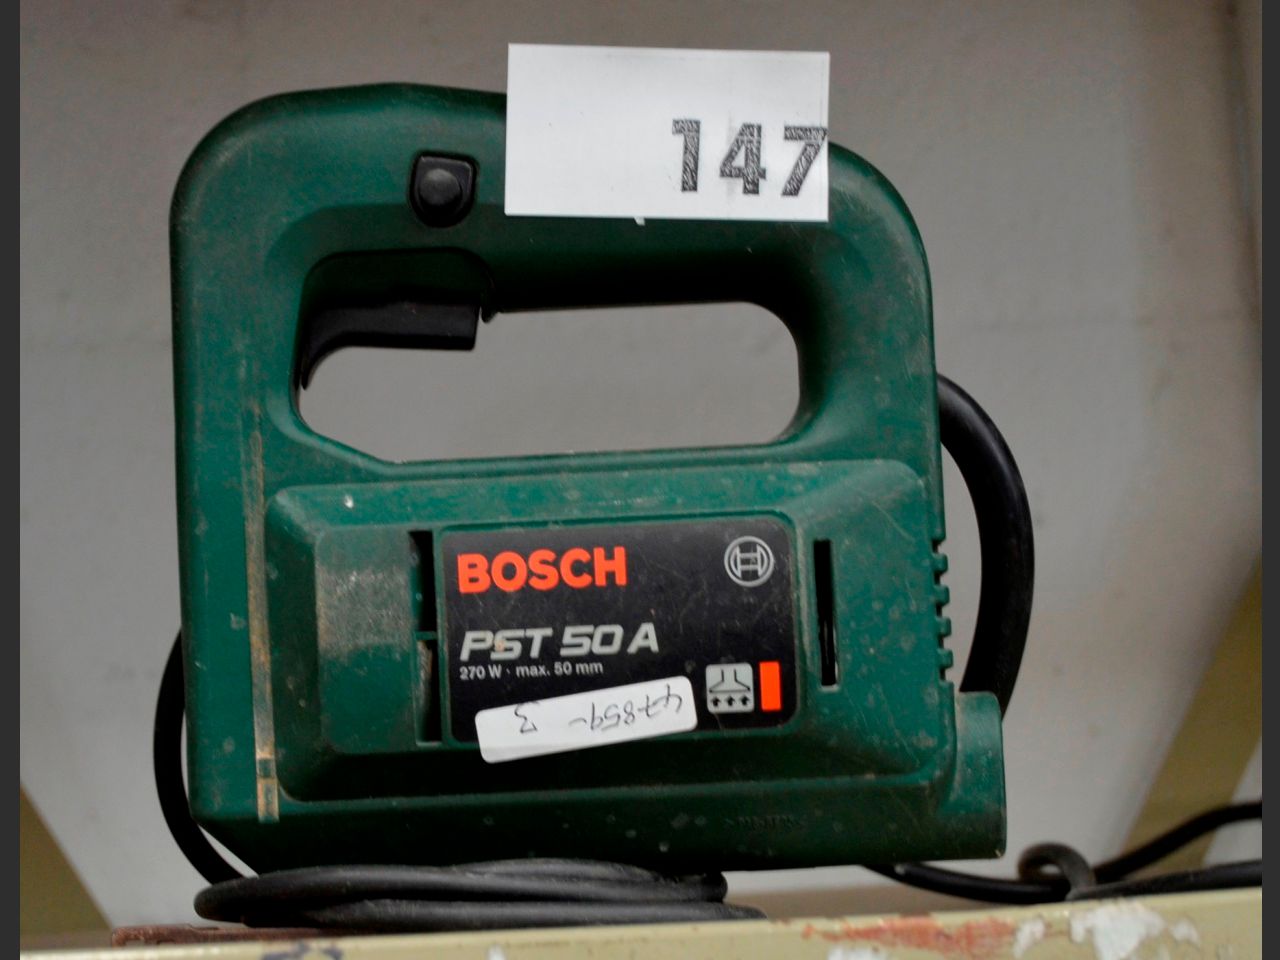 147
BOSCH
PST 50 A
270 W · max. 50 mm
47859-3